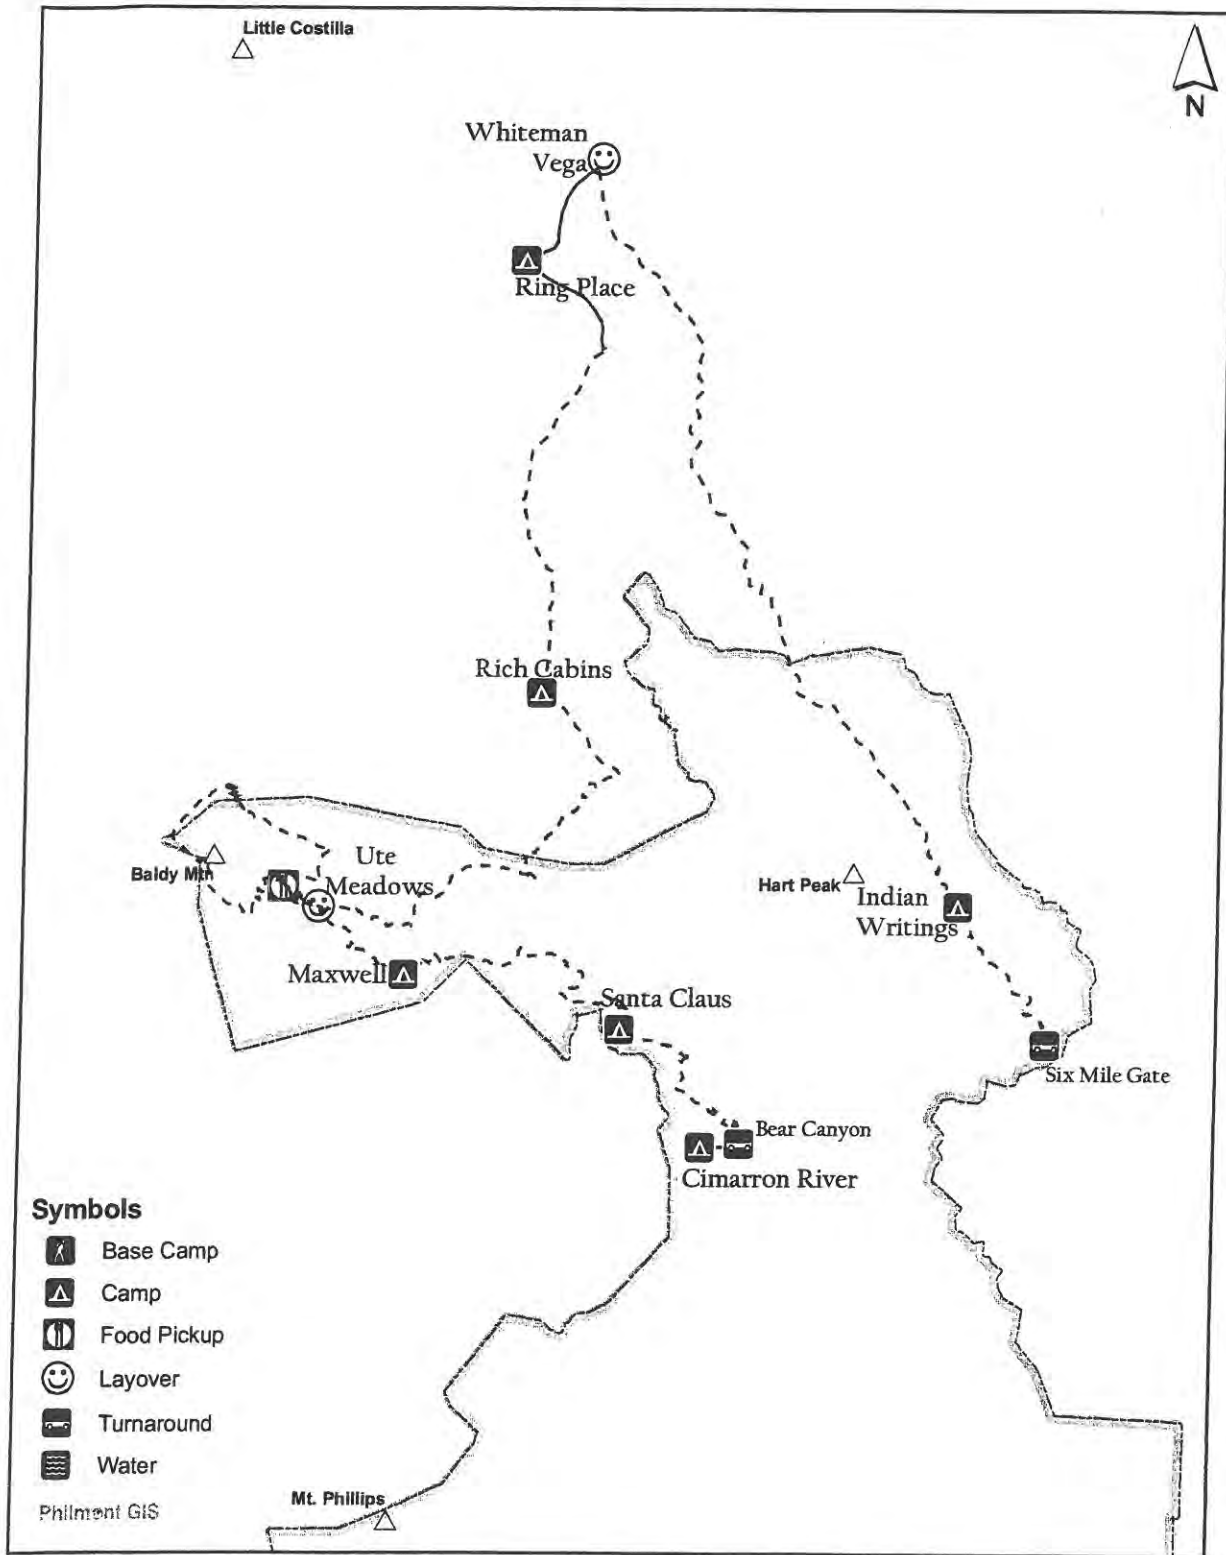 Little Costilla
N
Whiteman
Vega
Ring Place
Rich Cabins
Baldy Mtn
Ute
Meadows
Hart Peak
Indian
Writings
Maxwell
Santa Claus
Six Mile Gate
Bear Canyon
Cimarron River
Symbols
Base Camp
Camp
Food Pickup
Layover
Turnaround
Water
Philmont GIS
Mt. Phillips